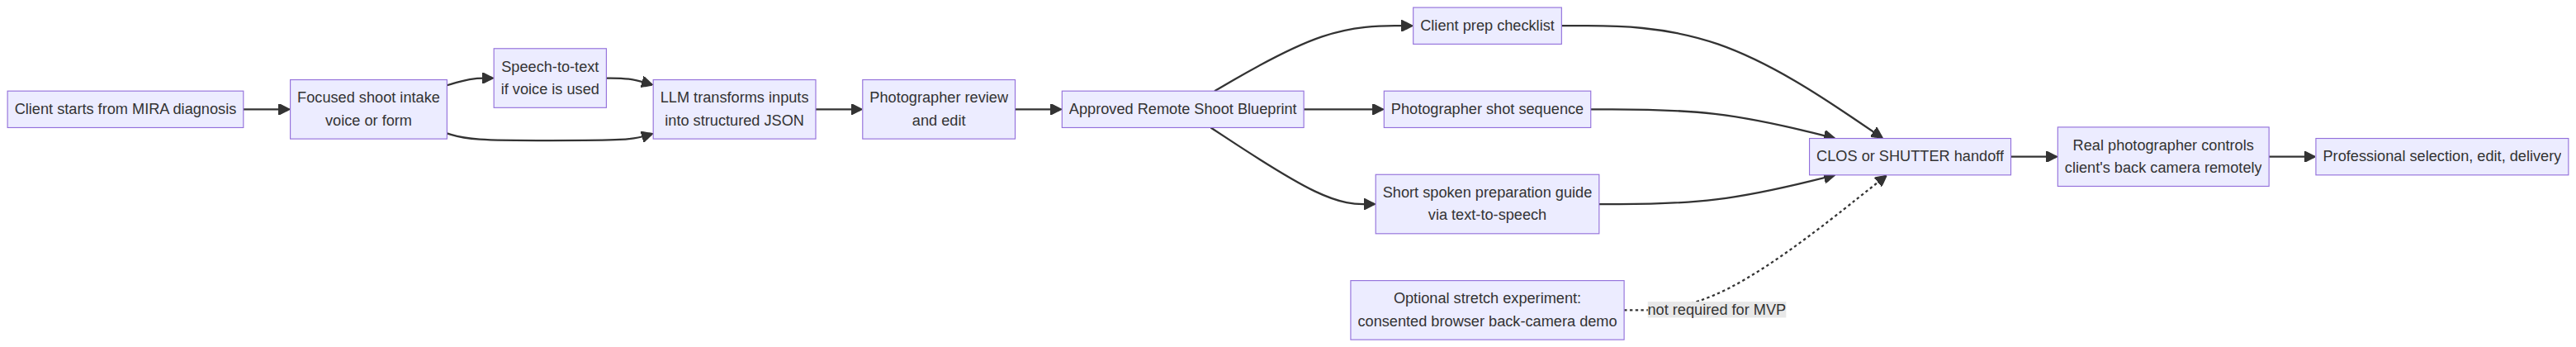 Client starts from MIRA diagnosis
Focused shoot intake
voice or form
Speech-to-text
if voice is used
LLM transforms inputs
into structured JSON
Photographer review
and edit
Approved Remote Shoot Blueprint
Client prep checklist
Photographer shot sequence
Short spoken preparation guide
via text-to-speech
Optional stretch experiment:
consented browser back-camera demo
not required for MVP
CLOS or SHUTTER handoff
Real photographer controls
client's back camera remotely
Professional selection, edit, delivery